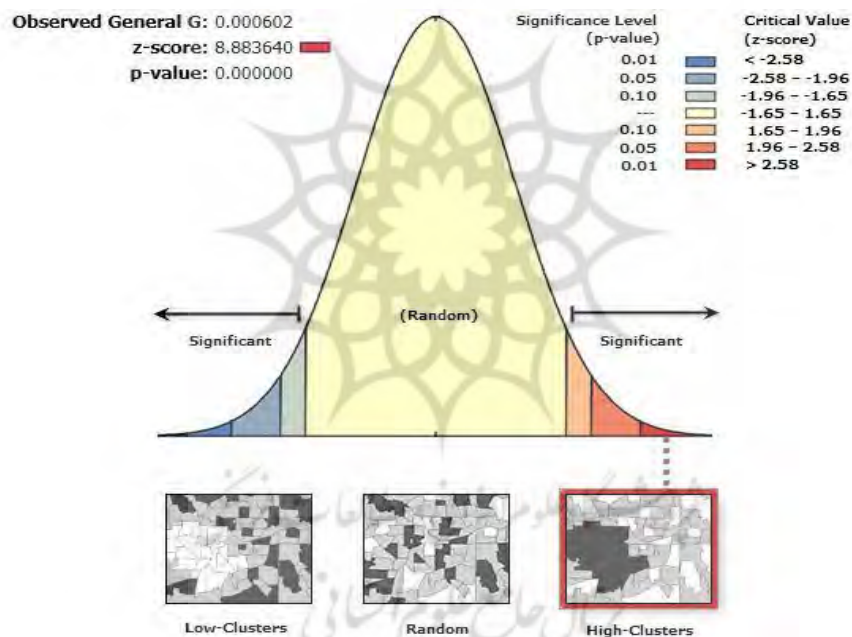 Observed General G: 0.000602
z-score: 8.883640
p-value: 0.000000
Significance Level
(p-value)
Critical Value
(z-score)
0.01 < -2.58
0.05 -2.58 – -1.96
0.10 -1.96 – -1.65
--- -1.65 – 1.65
0.10 1.65 – 1.96
0.05 1.96 – 2.58
0.01 > 2.58
(Random)
Significant
Significant
Low-Clusters
Random
High-Clusters